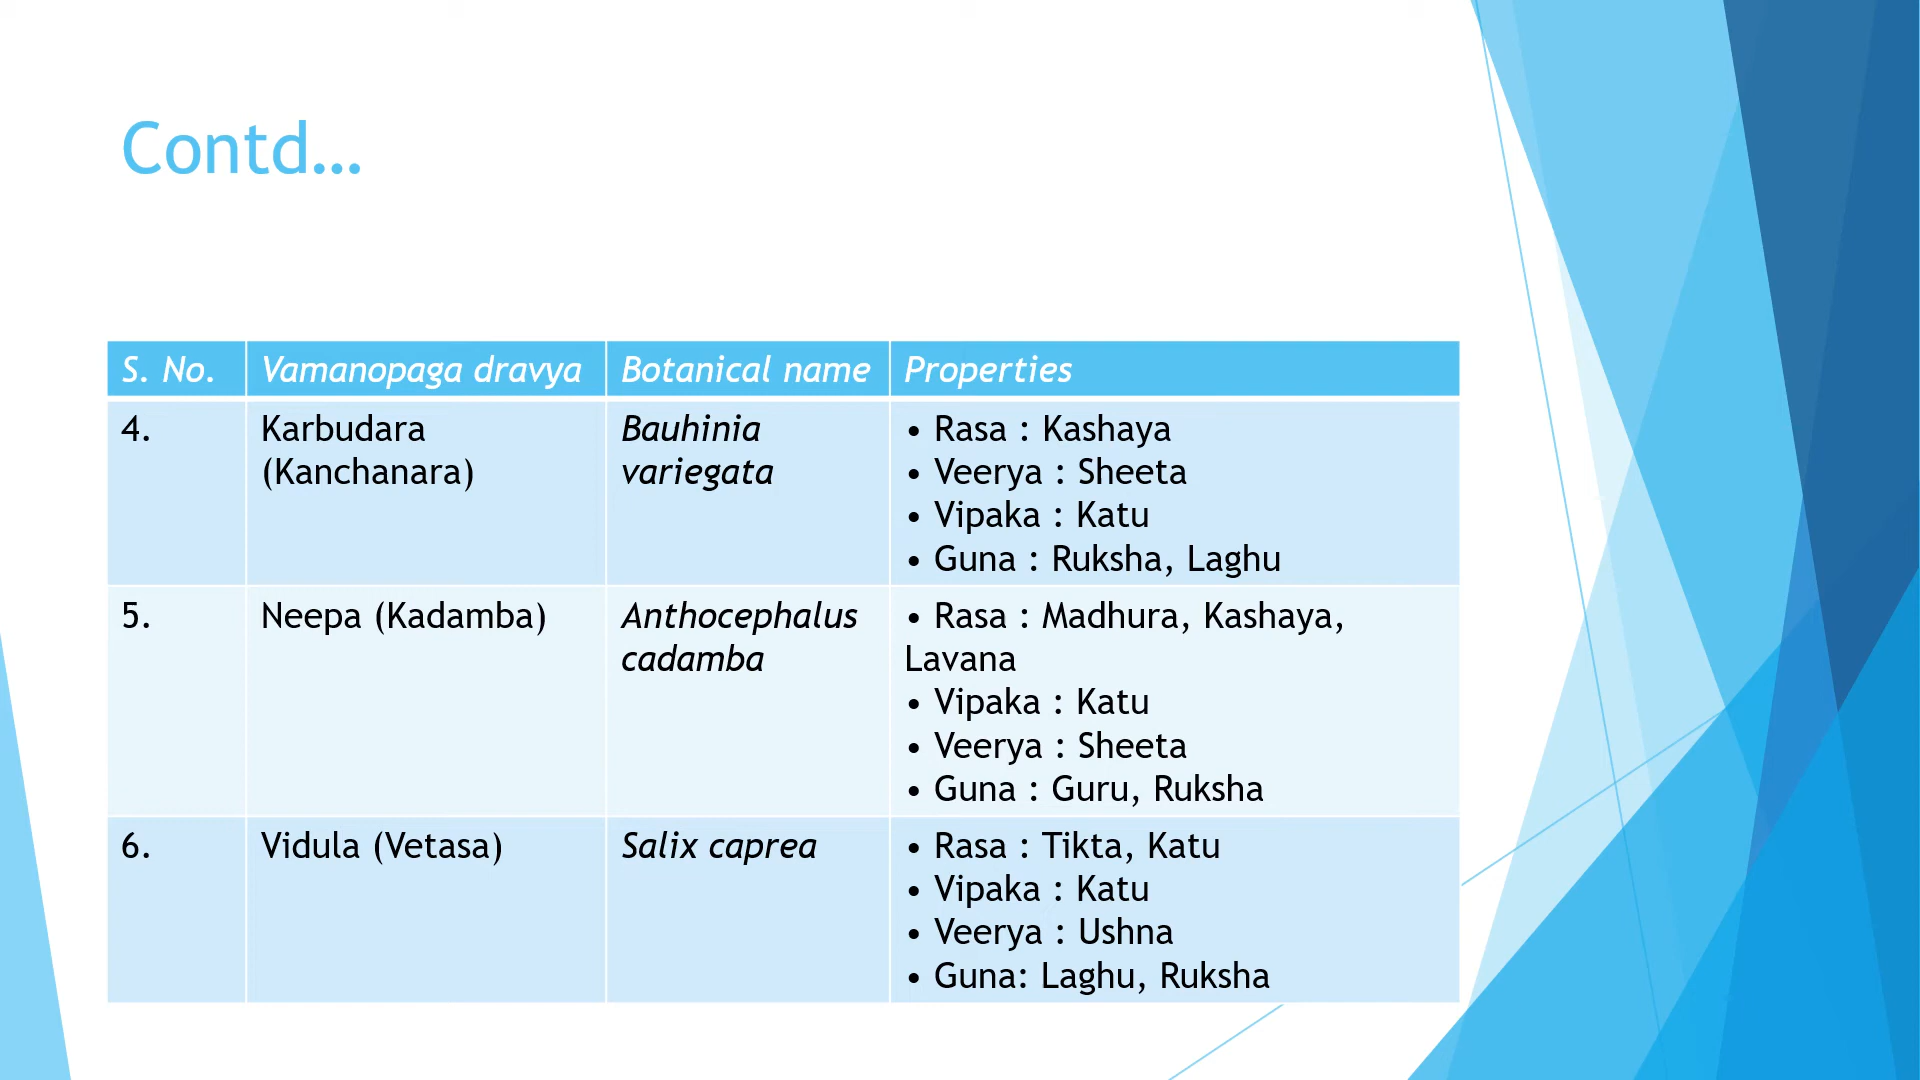 Contd...
S. No.
Vamanopaga dravya
Botanical name
Properties
4.
Karbudara
(Kanchanara)
Bauhinia
variegata
• Rasa : Kashaya
• Veerya : Sheeta
• Vipaka : Katu
• Guna : Ruksha, Laghu
5.
Neepa (Kadamba)
Anthocephalus
cadamba
• Rasa : Madhura, Kashaya,
Lavana
• Vipaka : Katu
• Veerya : Sheeta
• Guna : Guru, Ruksha
6.
Vidula (Vetasa)
Salix caprea
• Rasa : Tikta, Katu
• Vipaka : Katu
• Veerya : Ushna
• Guna: Laghu, Ruksha